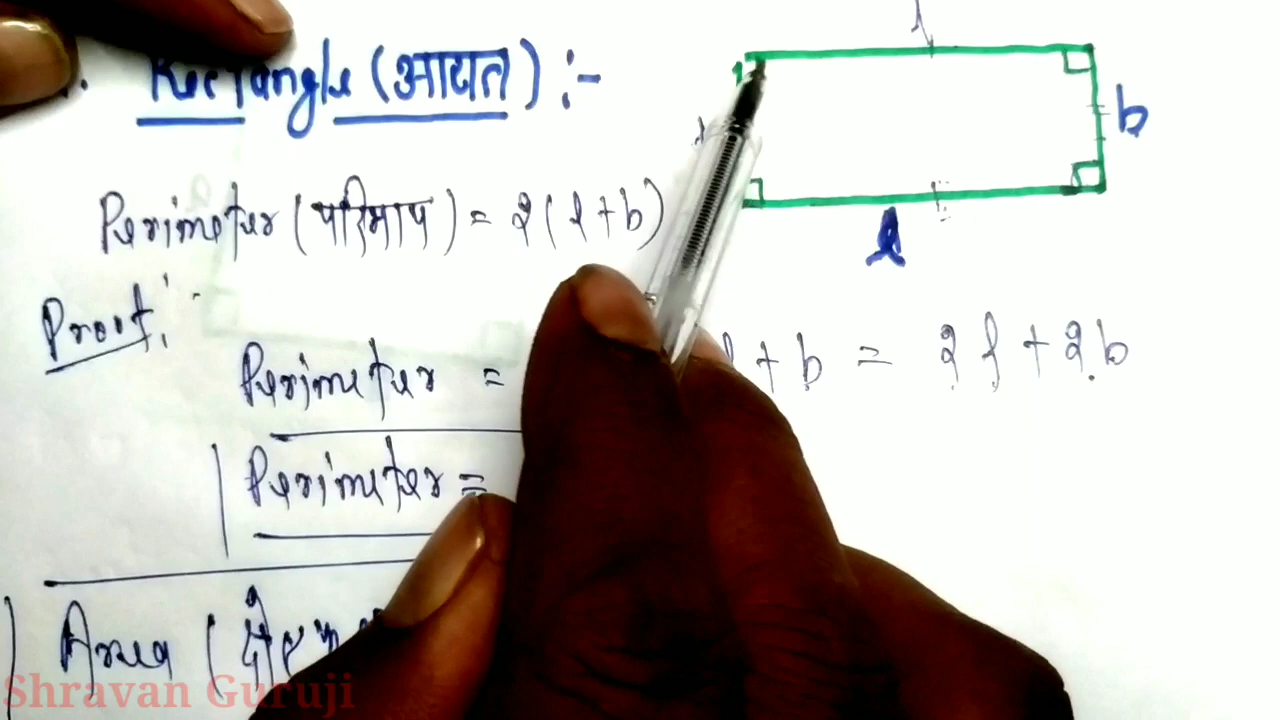 Rectangle (आयत) :-
l
b
l
Perimeter (परिमाप) = 2(l+b)
Proof:-
Perimeter = l + b = 2l + 2b
Perimeter =
Area (
Shravan Guruji